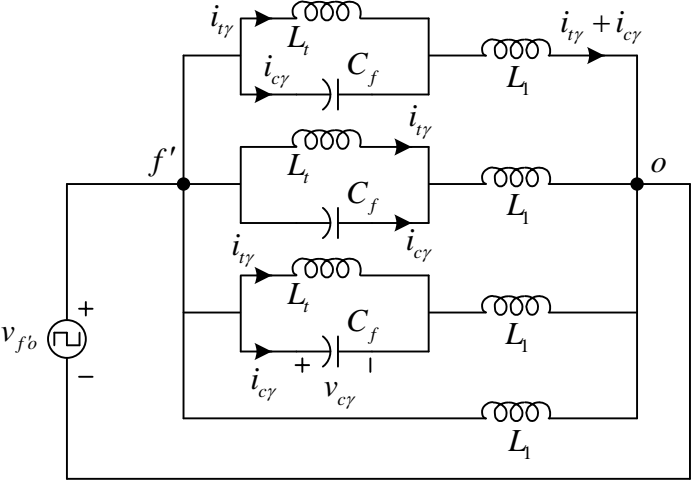 i_{tγ}
L_t
i_{tγ} + i_{cγ}
i_{cγ}
C_f
L_1
i_{tγ}
f′
L_t
o
C_f
L_1
i_{cγ}
i_{tγ}
L_t
+
C_f
v_{f′o}
L_1
−
+
−
i_{cγ}
v_{cγ}
L_1